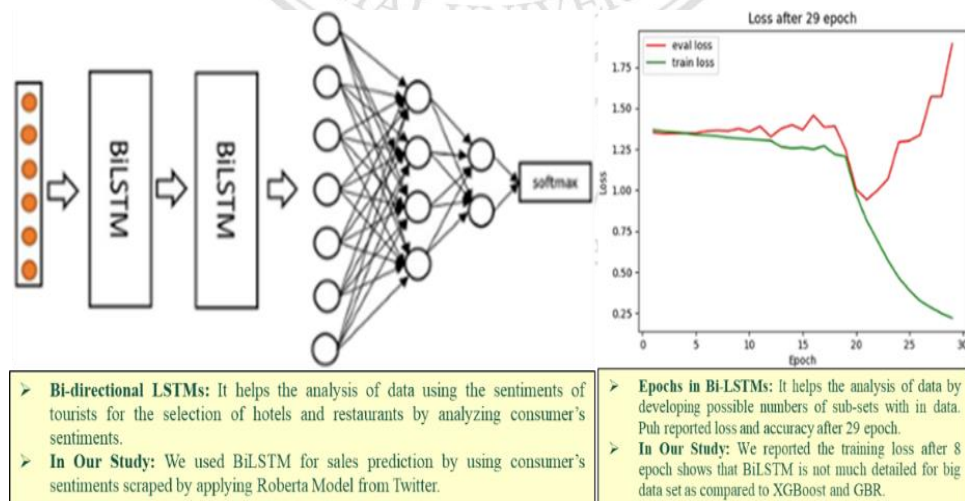 BiLSTM
BiLSTM
softmax
Loss after 29 epoch
eval loss
train loss
1.75
1.50
1.25
1.00
0.75
0.50
0.25
Loss
0
5
10
15
20
25
30
Epoch
➢ Bi-directional LSTMs: It helps the analysis of data using the sentiments of
tourists for the selection of hotels and restaurants by analyzing consumer's
sentiments.
➢ In Our Study: We used BiLSTM for sales prediction by using consumer's
sentiments scraped by applying Roberta Model from Twitter.
➢ Epochs in Bi-LSTMs: It helps the analysis of data by
developing possible numbers of sub-sets with in data.
Puh reported loss and accuracy after 29 epoch.
➢ In Our Study: We reported the training loss after 8
epoch shows that BiLSTM is not much detailed for big
data set as compared to XGBoost and GBR.